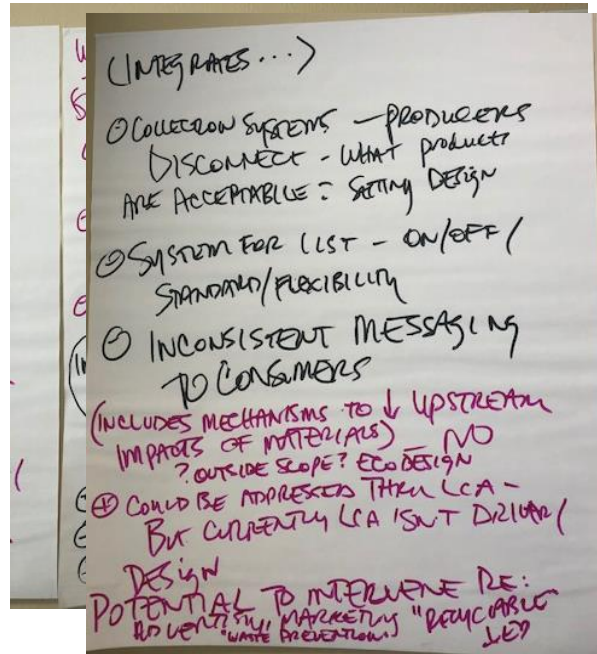 (INTEGRATES...)
⊖ COLLECTION SYSTEMS – PRODUCERS
DISCONNECT - WHAT products
ARE ACCEPTABLE = SETTING DESIGN
⊖ SYSTEM FOR LIST - ON/OFF /
STANDARD/FLEXIBILITY
⊖ INCONSISTENT MESSAGING
TO CONSUMERS
(INCLUDES MECHANISMS TO ↓ UPSTREAM
IMPACTS OF MATERIALS) – NO
? OUTSIDE SCOPE? ECODESIGN
⊕ COULD BE ADDRESSED THRU LCA -
BUT CURRENTLY LCA ISN'T DRIVER /
DESIGN
POTENTIAL TO INTERVENE RE:
ADVERTISING, MARKETING "RECYCLABLE"
"WASTE PREVENTION"